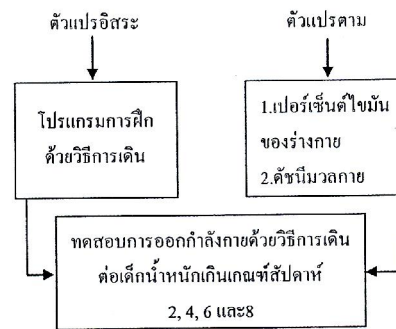 ตัวแปรอิสระ
ตัวแปรตาม
โปรแกรมการฝึก
ด้วยวิธีการเดิน
1.เปอร์เซ็นต์ไขมัน
ของร่างกาย
2.ดัชนีมวลกาย
ทดสอบการออกกำลังกายด้วยวิธีการเดิน
ต่อเด็กน้ำหนักเกินเกณฑ์สัปดาห์
2, 4, 6 และ8